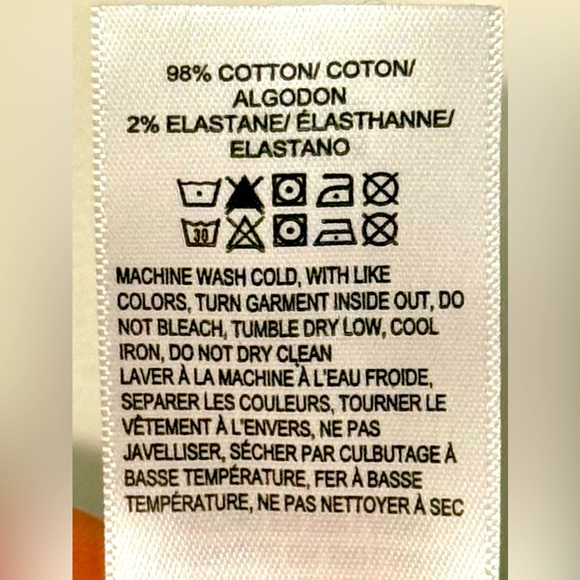 98% COTTON/ COTON/
ALGODON
2% ELASTANE/ ÉLASTHANNE/
ELASTANO
30
MACHINE WASH COLD, WITH LIKE
COLORS, TURN GARMENT INSIDE OUT, DO
NOT BLEACH, TUMBLE DRY LOW, COOL
IRON, DO NOT DRY CLEAN
LAVER À LA MACHINE À L'EAU FROIDE,
SEPARER LES COULEURS, TOURNER LE
VÊTEMENT À L'ENVERS, NE PAS
JAVELLISER, SÉCHER PAR CULBUTAGE À
BASSE TEMPÉRATURE, FER À BASSE
TEMPÉRATURE, NE PAS NETTOYER À SEC